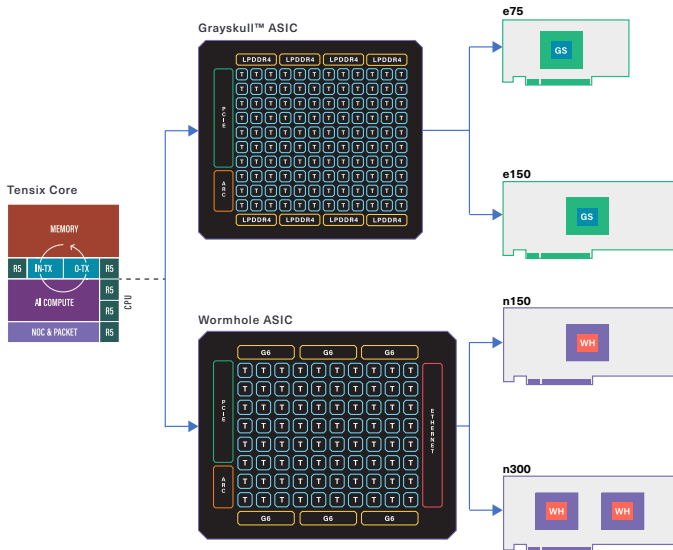 Grayskull™ ASIC
LPDDR4 LPDDR4 LPDDR4 LPDDR4
PCIE
ARC
T T T T T T T T T T T T
T T T T T T T T T T T T
T T T T T T T T T T T T
T T T T T T T T T T T T
T T T T T T T T T T T T
T T T T T T T T T T T T
T T T T T T T T T T T T
T T T T T T T T T T T T
T T T T T T T T T T T T
T T T T T T T T T T T T
LPDDR4 LPDDR4 LPDDR4 LPDDR4
e75
GS
e150
GS
Tensix Core
MEMORY
R5 IN-TX O-TX R5
AI COMPUTE
R5
R5
NOC & PACKET R5
CPU
Wormhole ASIC
G6 G6 G6
PCIE
ARC
T T T T T T T T T T
T T T T T T T T T T
T T T T T T T T T T
T T T T T T T T T T
T T T T T T T T T T
T T T T T T T T T T
T T T T T T T T T T
T T T T T T T T T T
ETHERNET
G6 G6 G6
n150
WH
n300
WH WH